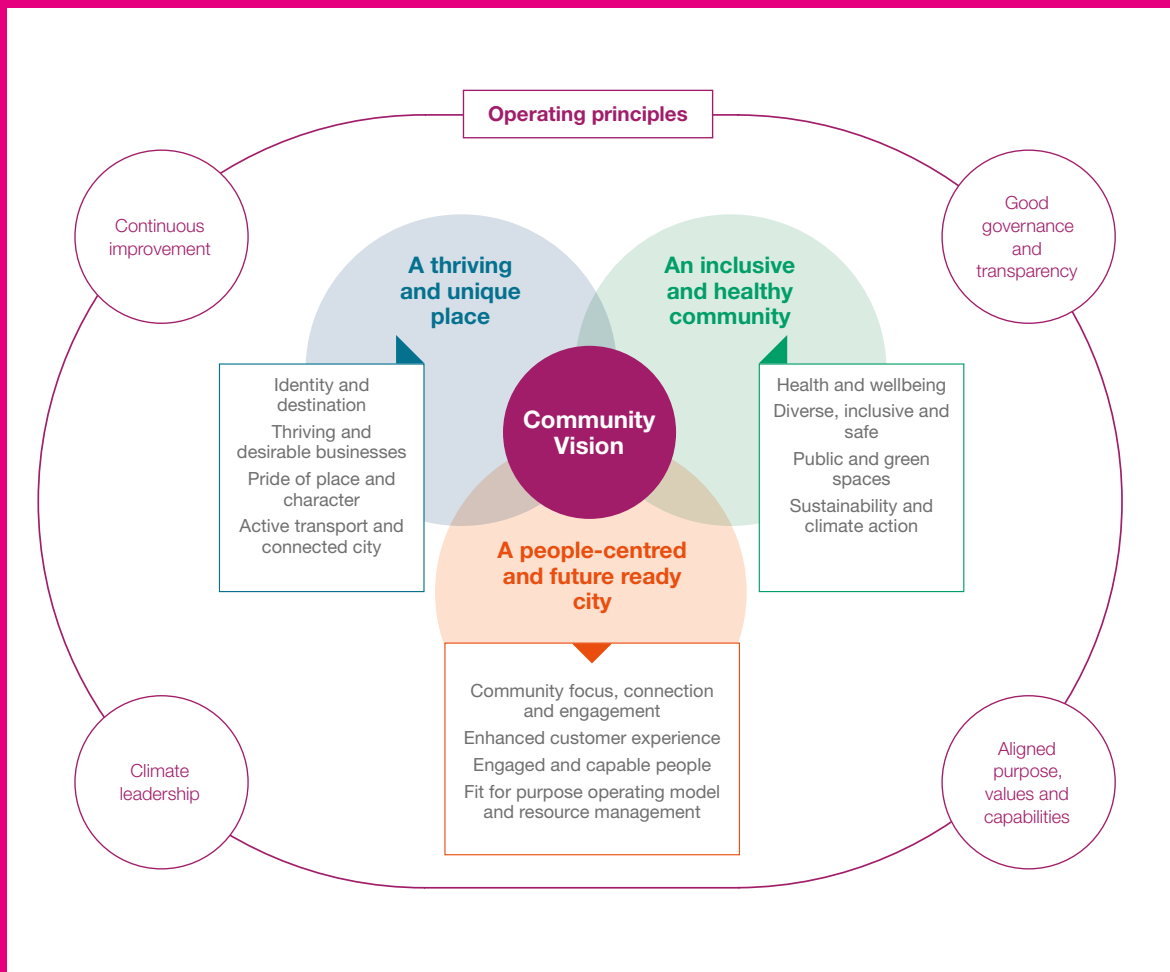 Operating principles
Continuous
improvement
Good
governance
and
transparency
A thriving
and unique
place
An inclusive
and healthy
community
Identity and
destination
Thriving and
desirable businesses
Pride of place and
character
Active transport and
connected city
Community
Vision
Health and wellbeing
Diverse, inclusive and
safe
Public and green
spaces
Sustainability and
climate action
A people-centred
and future ready
city
Community focus, connection
and engagement
Enhanced customer experience
Engaged and capable people
Fit for purpose operating model
and resource management
Climate
leadership
Aligned
purpose,
values and
capabilities